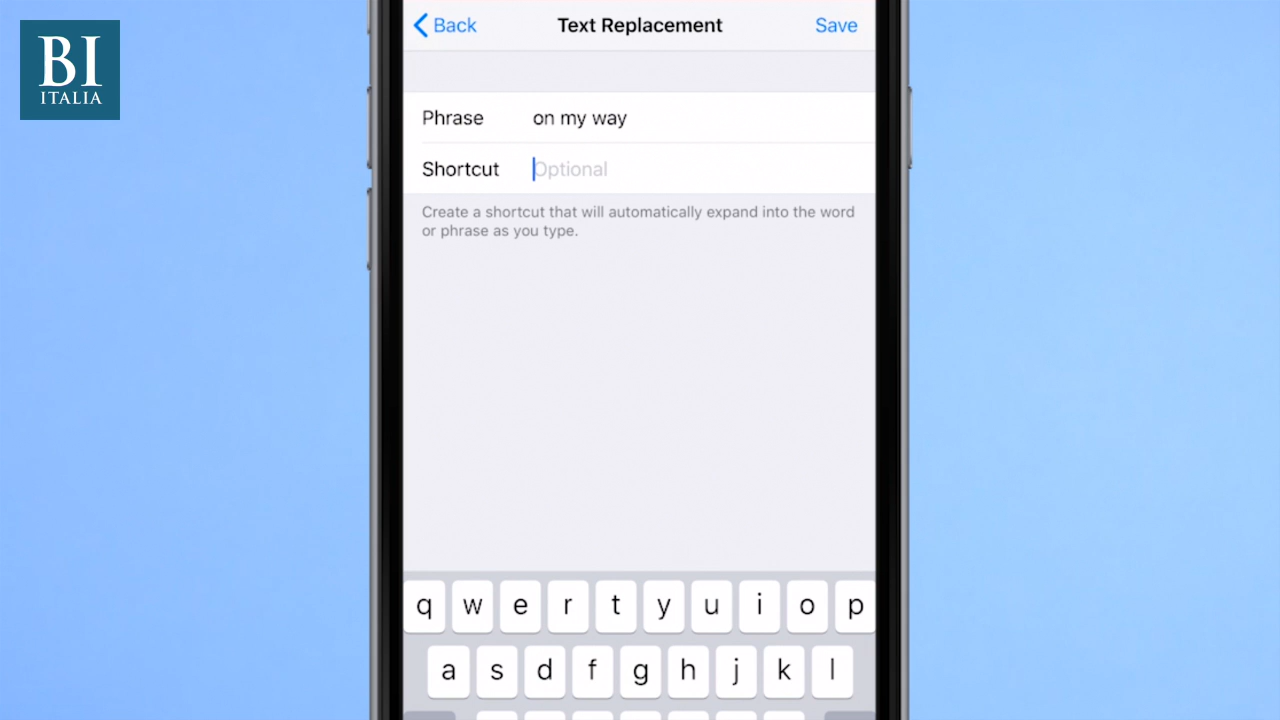 BI
ITALIA
Back Text Replacement Save
Phrase on my way
Shortcut Optional
Create a shortcut that will automatically expand into the word
or phrase as you type.
q w e r t y u i o p
a s d f g h j k l